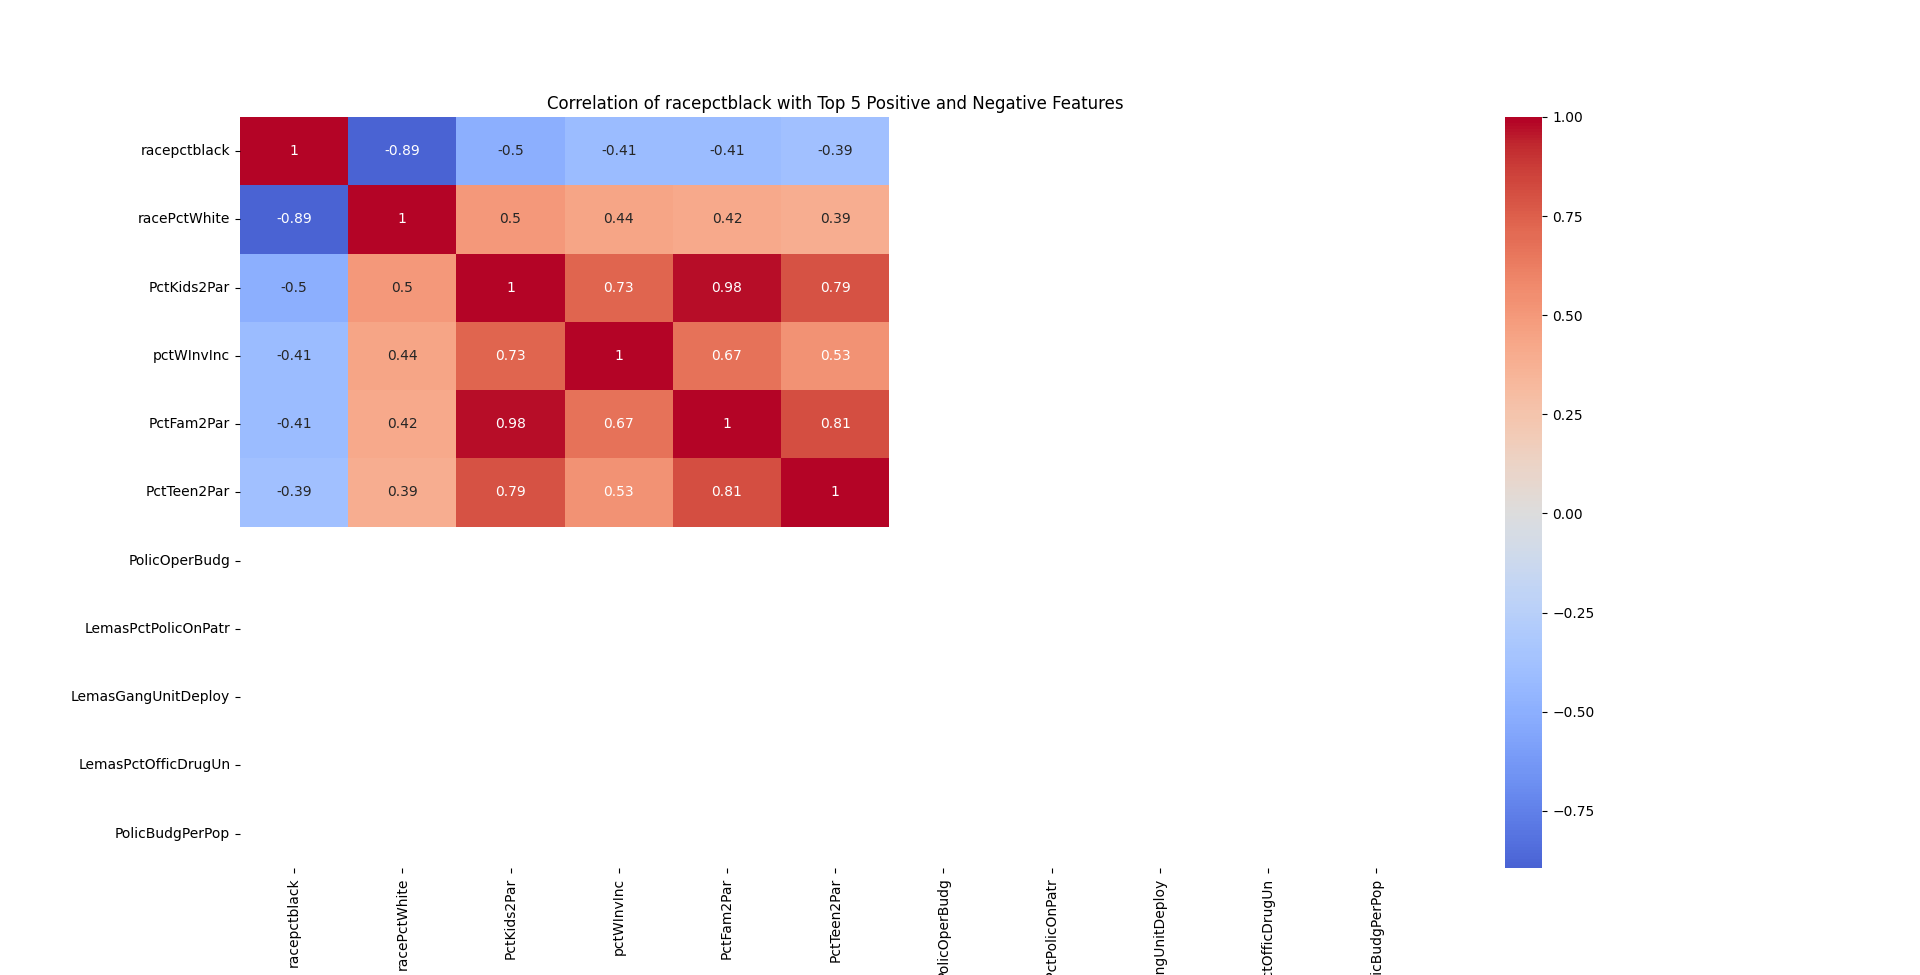 Correlation of racepctblack with Top 5 Positive and Negative Features
racepctblack 1 -0.89 -0.5 -0.41 -0.41 -0.39
racePctWhite -0.89 1 0.5 0.44 0.42 0.39
PctKids2Par -0.5 0.5 1 0.73 0.98 0.79
pctWInvInc -0.41 0.44 0.73 1 0.67 0.53
PctFam2Par -0.41 0.42 0.98 0.67 1 0.81
PctTeen2Par -0.39 0.39 0.79 0.53 0.81 1
PolicOperBudg
LemasPctPolicOnPatr
LemasGangUnitDeploy
LemasPctOfficDrugUn
PolicBudgPerPop
racepctblack
racePctWhite
PctKids2Par
pctWInvInc
PctFam2Par
PctTeen2Par
PolicOperBudg
PctPolicOnPatr
ngUnitDeploy
ctOfficDrugUn
icBudgPerPop
1.00
0.75
0.50
0.25
0.00
−0.25
−0.50
−0.75